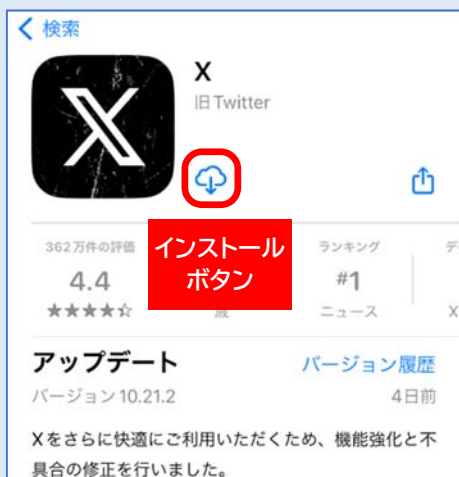 検索
X
旧Twitter
インストール
ボタン
362万件の評価
ランキング
4.4
#1
歳
ニュース
X
アップデート
バージョン履歴
バージョン 10.21.2
4日前
Xをさらに快適にご利用いただくため、機能強化と不
具合の修正を行いました。